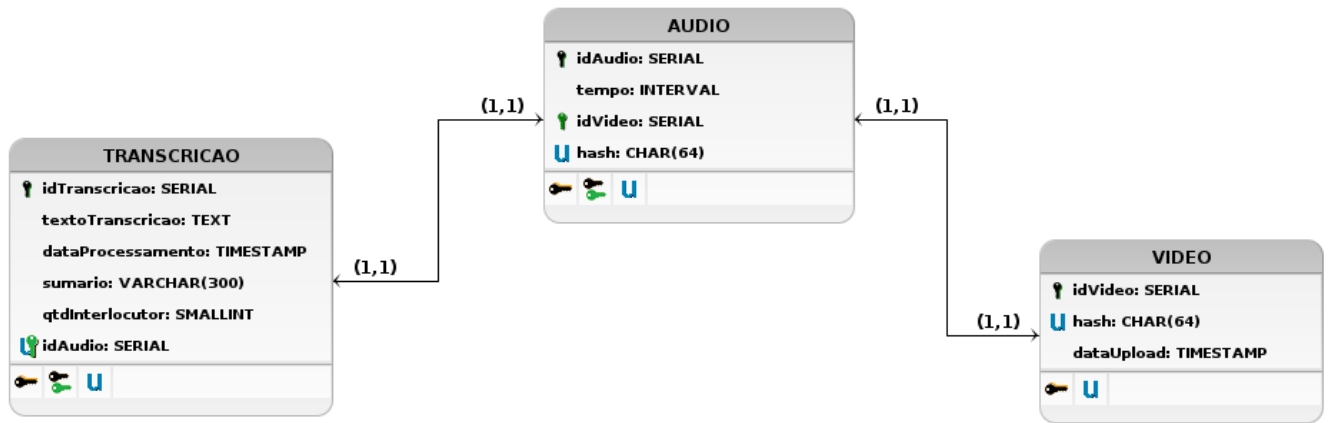 AUDIO
idAudio: SERIAL
tempo: INTERVAL
idVideo: SERIAL
hash: CHAR(64)
(1,1)
(1,1)
TRANSCRICAO
idTranscricao: SERIAL
textoTranscricao: TEXT
dataProcessamento: TIMESTAMP
sumario: VARCHAR(300)
qtdInterlocutor: SMALLINT
idAudio: SERIAL
(1,1)
VIDEO
idVideo: SERIAL
U hash: CHAR(64)
dataUpload: TIMESTAMP
(1,1)